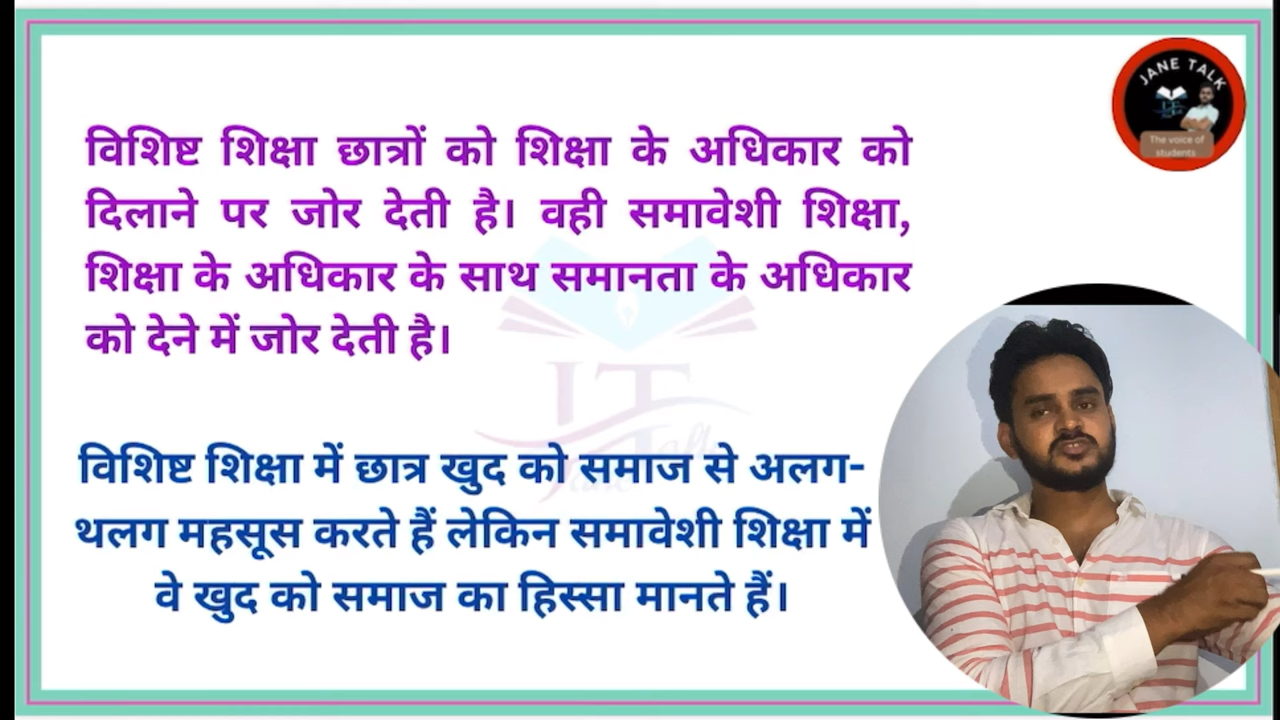 JANE TALK
The voice of
students
विशिष्ट शिक्षा छात्रों को शिक्षा के अधिकार को
दिलाने पर जोर देती है। वही समावेशी शिक्षा,
शिक्षा के अधिकार के साथ समानता के अधिकार
को देने में जोर देती है।
विशिष्ट शिक्षा में छात्र खुद को समाज से अलग-
थलग महसूस करते हैं लेकिन समावेशी शिक्षा में
वे खुद को समाज का हिस्सा मानते हैं।